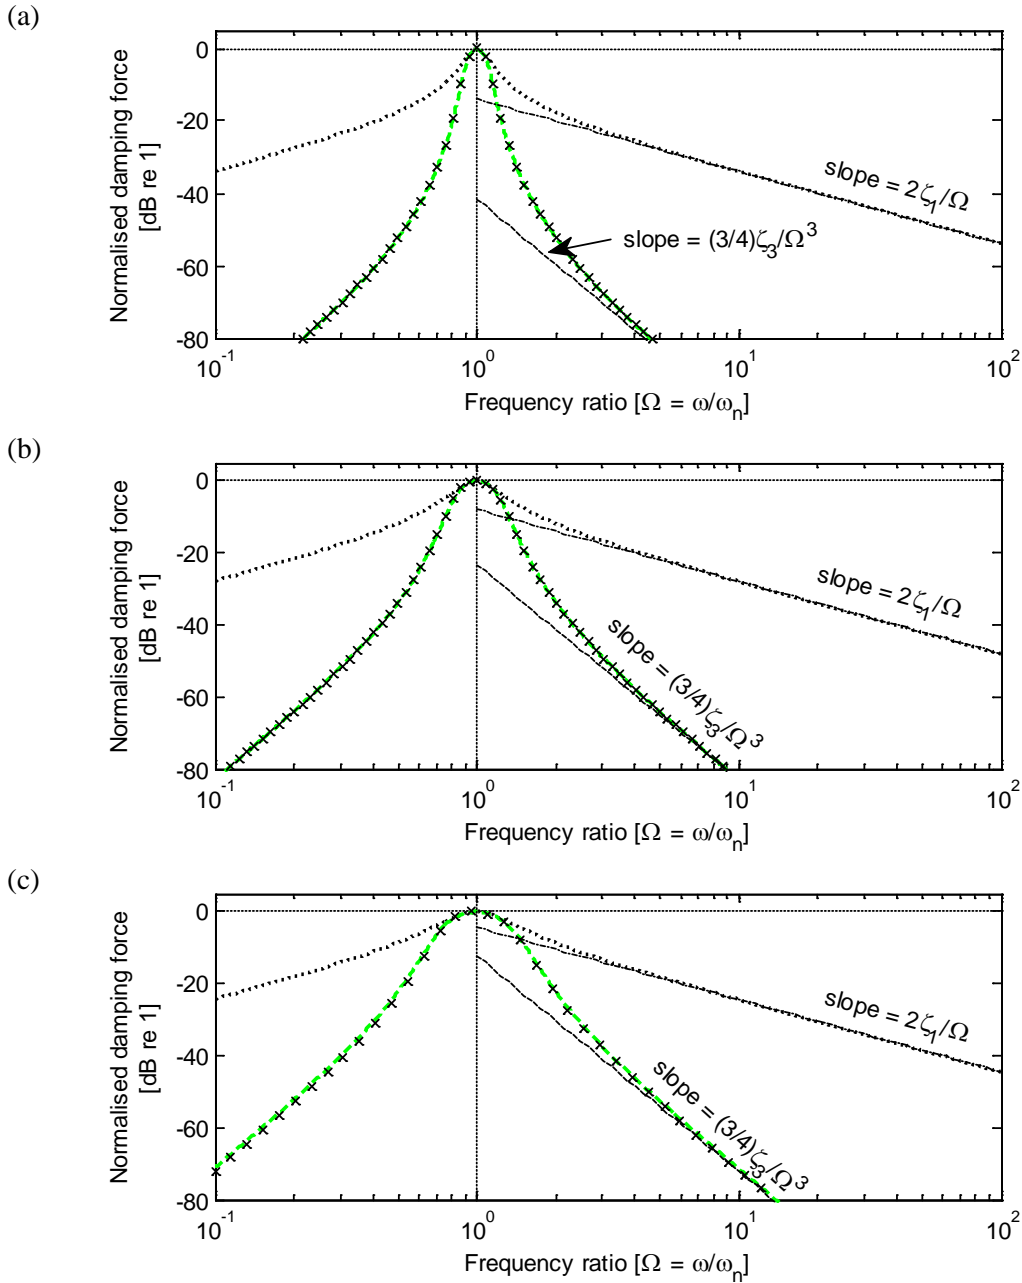 (a)
Normalised damping force
[dB re 1]
0
-20
-40
-60
-80
slope = 2ζ₁/Ω
slope = (3/4)ζ₃/Ω³
10⁻¹ 10⁰ 10¹ 10²
Frequency ratio [Ω = ω/ωₙ]
(b)
Normalised damping force
[dB re 1]
0
-20
-40
-60
-80
slope = 2ζ₁/Ω
slope = (3/4)ζ₃/Ω³
10⁻¹ 10⁰ 10¹ 10²
Frequency ratio [Ω = ω/ωₙ]
(c)
Normalised damping force
[dB re 1]
0
-20
-40
-60
-80
slope = 2ζ₁/Ω
slope = (3/4)ζ₃/Ω³
10⁻¹ 10⁰ 10¹ 10²
Frequency ratio [Ω = ω/ωₙ]